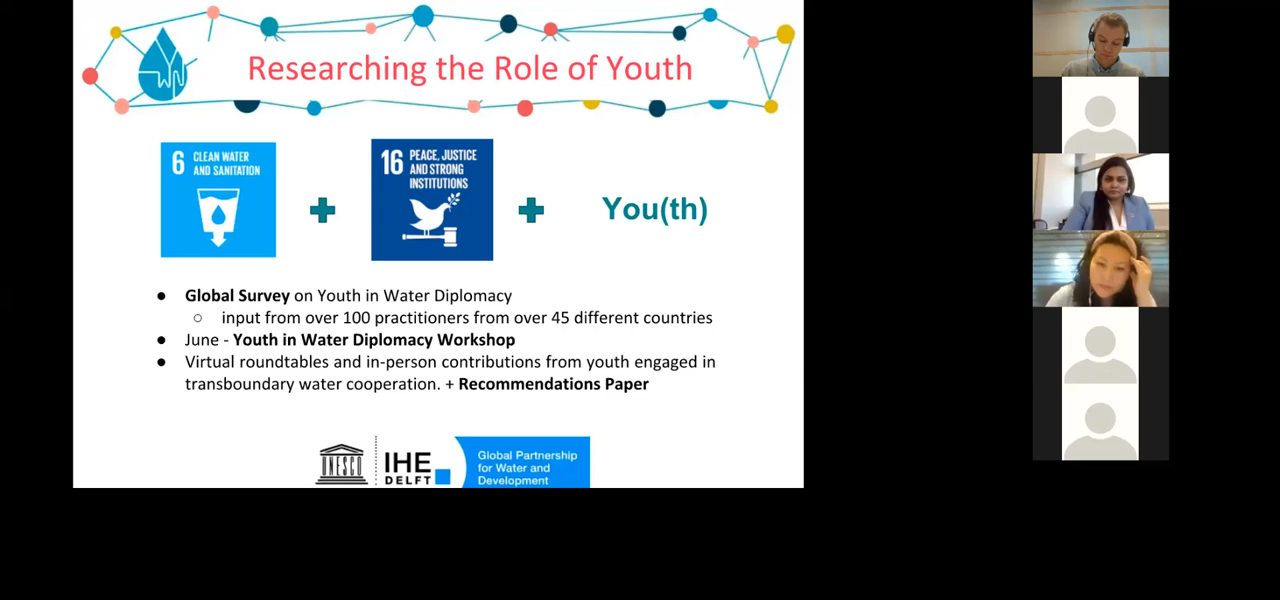 Researching the Role of Youth
6 CLEAN WATER
AND SANITATION
16 PEACE, JUSTICE
AND STRONG
INSTITUTIONS
You(th)
● Global Survey on Youth in Water Diplomacy
○ input from over 100 practitioners from over 45 different countries
● June - Youth in Water Diplomacy Workshop
● Virtual roundtables and in-person contributions from youth engaged in
transboundary water cooperation. + Recommendations Paper
UNESCO
IHE
DELFT
Global Partnership
for Water and
Development